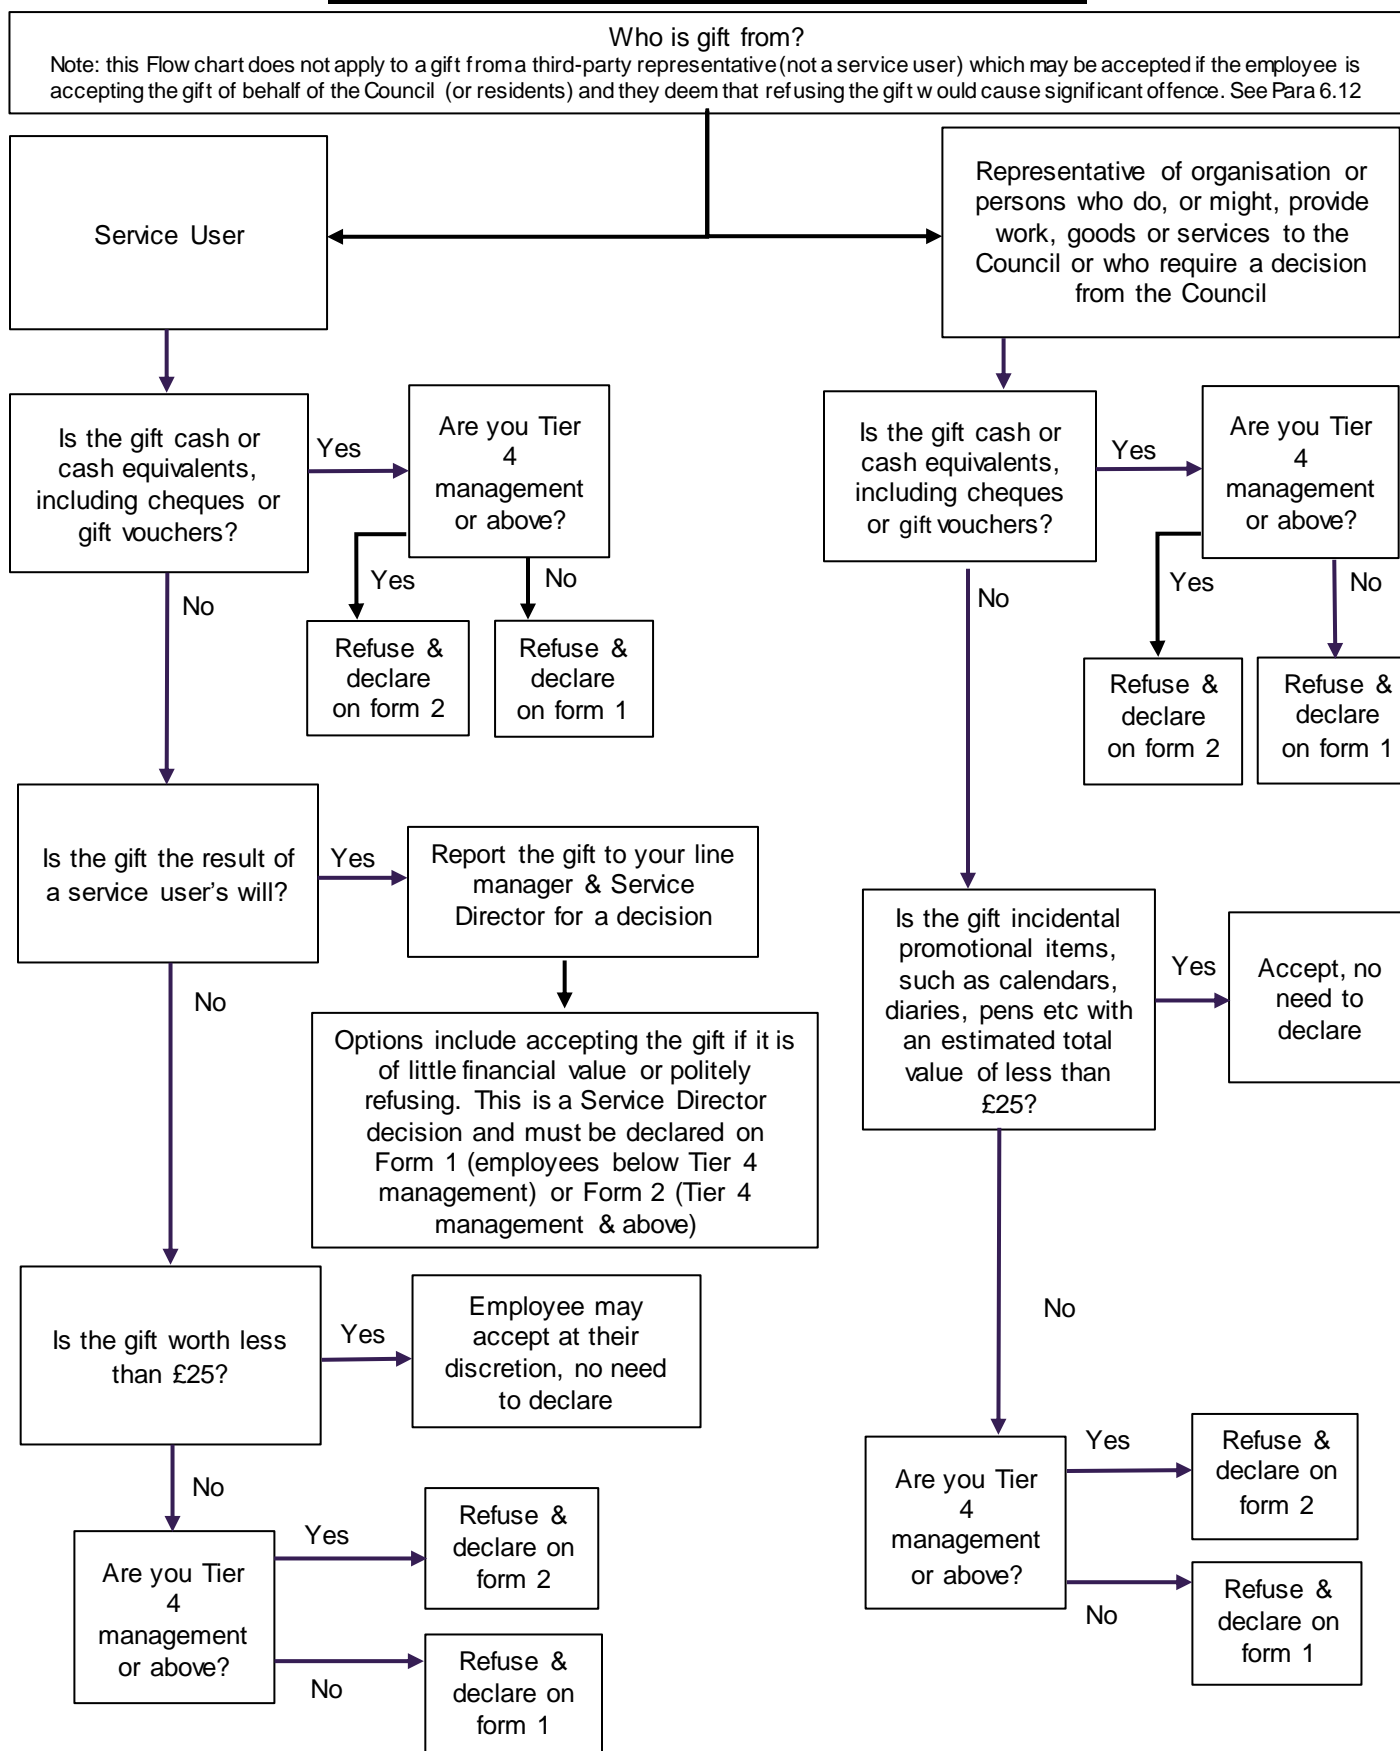 Who is gift from?
Note: this Flow chart does not apply to a gift from a third-party representative (not a service user) which may be accepted if the employee is
accepting the gift of behalf of the Council (or residents) and they deem that refusing the gift would cause significant offence. See Para 6.12
Service User
Representative of organisation or
persons who do, or might, provide
work, goods or services to the
Council or who require a decision
from the Council
Is the gift cash or
cash equivalents,
including cheques or
gift vouchers?
Yes
Are you Tier
4
management
or above?
Yes
No
Refuse &
declare
on form 2
Refuse &
declare
on form 1
No
Is the gift cash or
cash equivalents,
including cheques
or gift vouchers?
Yes
Are you Tier
4
management
or above?
Yes
No
Refuse &
declare
on form 2
Refuse &
declare
on form 1
No
Is the gift the result of
a service user’s will?
Yes
Report the gift to your line
manager & Service
Director for a decision
Options include accepting the gift if it is
of little financial value or politely
refusing. This is a Service Director
decision and must be declared on
Form 1 (employees below Tier 4
management) or Form 2 (Tier 4
management & above)
No
Is the gift incidental
promotional items,
such as calendars,
diaries, pens etc with
an estimated total
value of less than
£25?
Yes
Accept, no
need to
declare
No
Is the gift worth less
than £25?
Yes
Employee may
accept at their
discretion, no need
to declare
No
Are you Tier
4
management
or above?
Yes
Refuse &
declare on
form 2
No
Refuse &
declare on
form 1
Are you Tier
4
management
or above?
Yes
Refuse &
declare on
form 2
No
Refuse &
declare on
form 1